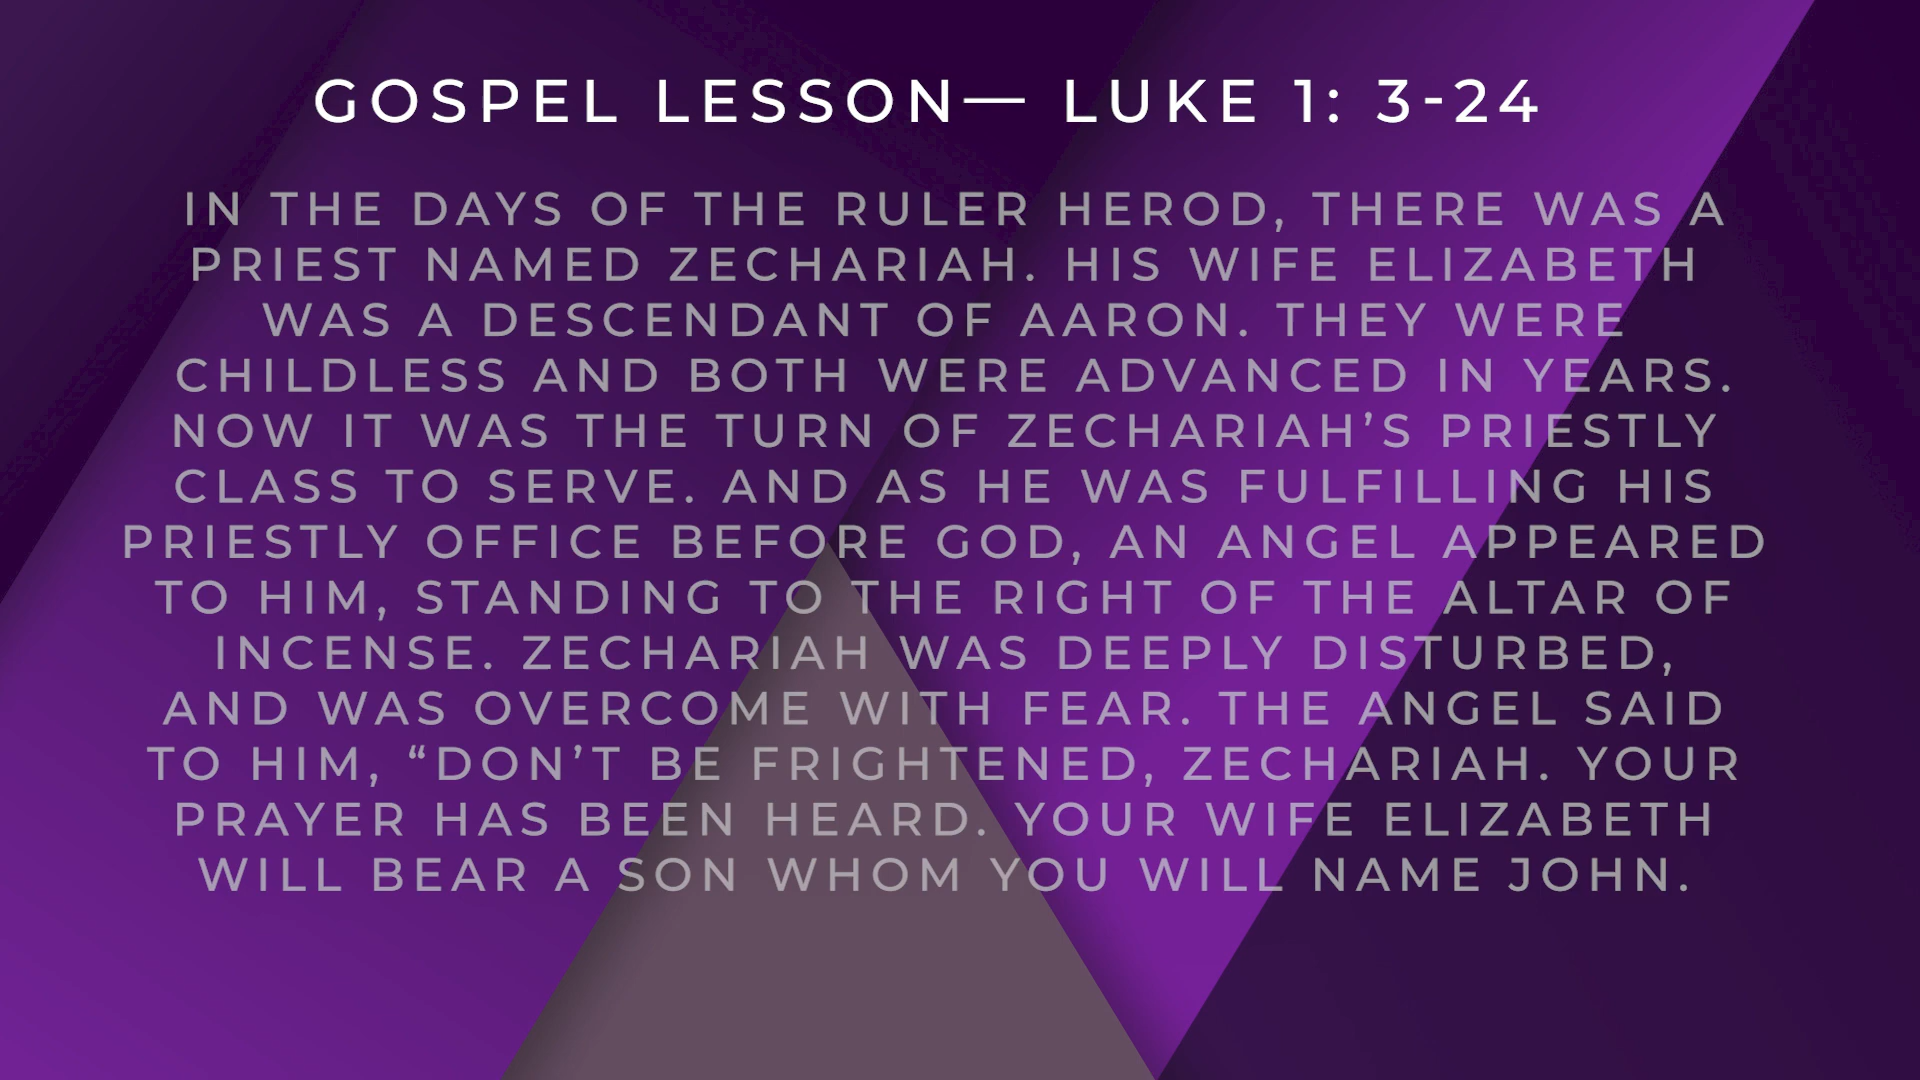 GOSPEL LESSON— LUKE 1: 3-24
IN THE DAYS OF THE RULER HEROD, THERE WAS A
PRIEST NAMED ZECHARIAH. HIS WIFE ELIZABETH
WAS A DESCENDANT OF AARON. THEY WERE
CHILDLESS AND BOTH WERE ADVANCED IN YEARS.
NOW IT WAS THE TURN OF ZECHARIAH’S PRIESTLY
CLASS TO SERVE. AND AS HE WAS FULFILLING HIS
PRIESTLY OFFICE BEFORE GOD, AN ANGEL APPEARED
TO HIM, STANDING TO THE RIGHT OF THE ALTAR OF
INCENSE. ZECHARIAH WAS DEEPLY DISTURBED,
AND WAS OVERCOME WITH FEAR. THE ANGEL SAID
TO HIM, “DON’T BE FRIGHTENED, ZECHARIAH. YOUR
PRAYER HAS BEEN HEARD. YOUR WIFE ELIZABETH
WILL BEAR A SON WHOM YOU WILL NAME JOHN.